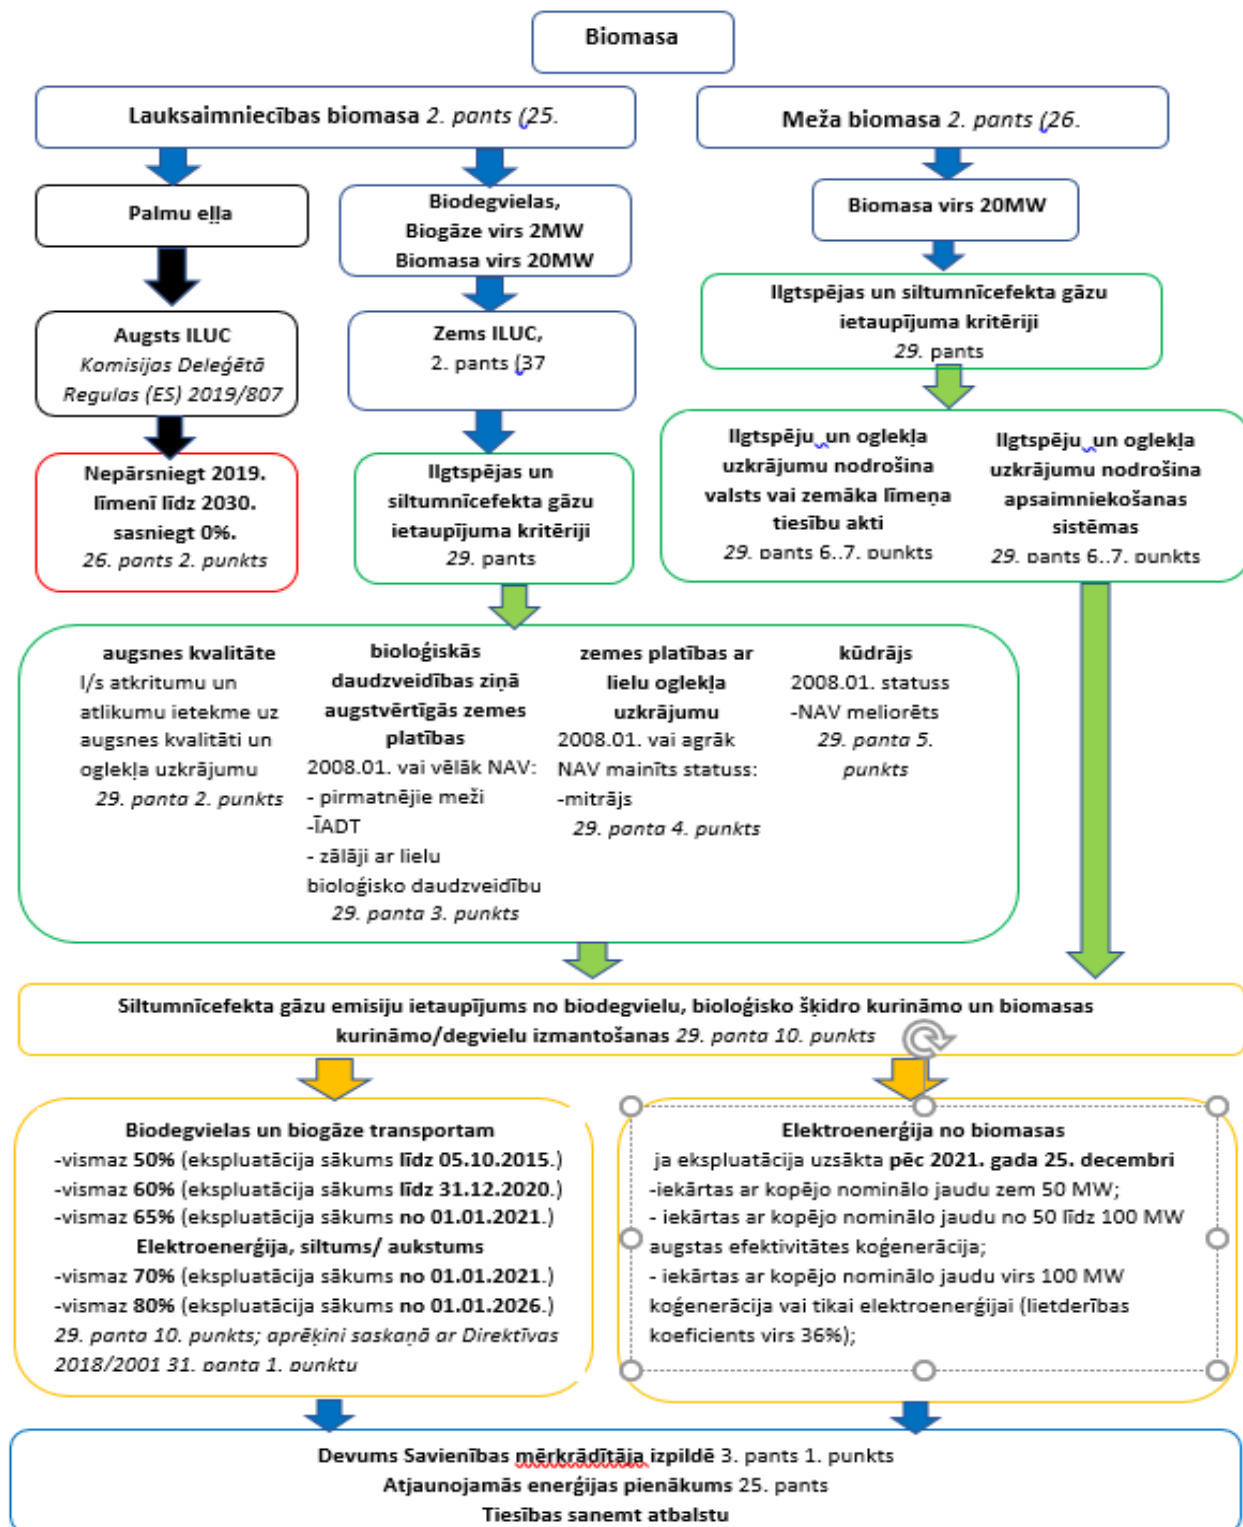 Biomasa
Lauksaimniecības biomasa 2. pants (25.
Meža biomasa 2. pants (26.
Palmu eļļa
Biodegvielas,
Biogāze virs 2MW
Biomasa virs 20MW
Biomasa virs 20MW
Augsts ILUC
Komisijas Deleģētā
Regulas (ES) 2019/807
Zems ILUC,
2. pants (37
Ilgtspējas un siltumnīcefekta gāzu
ietaupījuma kritēriji
29. pants
Nepārsniegt 2019.
līmenī līdz 2030.
sasniegt 0%.
26. pants 2. punkts
Ilgtspējas un
siltumnīcefekta gāzu
ietaupījuma kritēriji
29. pants
Ilgtspēju un oglekļa
uzkrājumu nodrošina
valsts vai zemāka līmeņa
tiesību akti
29. pants 6..7. punkts
Ilgtspēju un oglekļa
uzkrājumu nodrošina
apsaimniekošanas
sistēmas
29. pants 6..7. punkts
augsnes kvalitāte
l/s atkritumu un
atlikumu ietekme uz
augsnes kvalitāti un
oglekļa uzkrājumu
29. panta 2. punkts
bioloģiskās
daudzveidības ziņā
augstvērtīgās zemes
platības
2008.01. vai vēlāk NAV:
- pirmatnējie meži
-ĪADT
- zālāji ar lielu
bioloģisko daudzveidību
29. panta 3. punkts
zemes platības ar
lielu oglekļa
uzkrājumu
2008.01. vai agrāk
NAV mainīts statuss:
-mitrājs
29. panta 4. punkts
kūdrājs
2008.01. statuss
-NAV meliorēts
29. panta 5.
punkts
Siltumnīcefekta gāzu emisiju ietaupījums no biodegvielu, bioloģisko šķidro kurināmo un biomasas
kurināmo/degvielu izmantošanas 29. panta 10. punkts
Biodegvielas un biogāze transportam
-vismaz 50% (ekspluatācija sākums līdz 05.10.2015.)
-vismaz 60% (ekspluatācija sākums līdz 31.12.2020.)
-vismaz 65% (ekspluatācija sākums no 01.01.2021.)
Elektroenerģija, siltums/ aukstums
-vismaz 70% (ekspluatācija sākums no 01.01.2021.)
-vismaz 80% (ekspluatācija sākums no 01.01.2026.)
29. panta 10. punkts; aprēķini saskaņā ar Direktīvas
2018/2001 31. panta 1. punktu
Elektroenerģija no biomasas
ja ekspluatācija uzsākta pēc 2021. gada 25. decembri
-iekārtas ar kopējo nominālo jaudu zem 50 MW;
- iekārtas ar kopējo nominālo jaudu no 50 līdz 100 MW
augstas efektivitātes koģenerācija;
- iekārtas ar kopējo nominālo jaudu virs 100 MW
koģenerācija vai tikai elektroenerģijai (lietderības
koeficients virs 36%);
Devums Savienības mērkrādītāja izpildē 3. pants 1. punkts
Atjaunojamās enerģijas pienākums 25. pants
Tiesības saņemt atbalstu